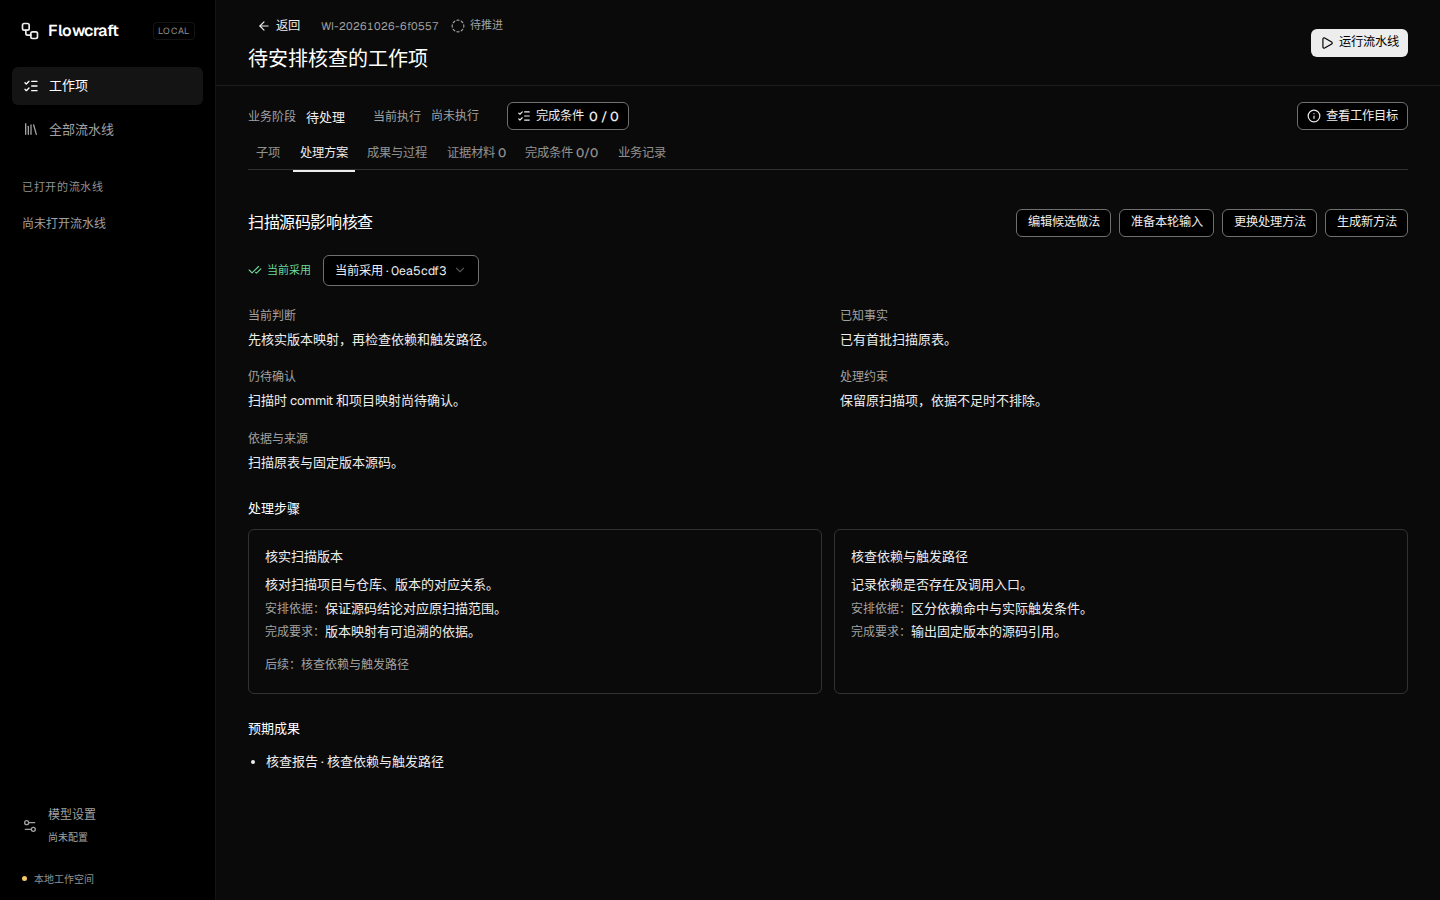 Flowcraft
LOCAL
工作项
全部流水线
已打开的流水线
尚未打开流水线
模型设置
尚未配置
本地工作空间
返回
WI-20261026-6f0557
待推进
待安排核查的工作项
运行流水线
业务阶段 待处理
当前执行 尚未执行
完成条件 0 / 0
查看工作目标
子项
处理方案
成果与过程
证据材料 0
完成条件 0/0
业务记录
扫描源码影响核查
编辑候选做法
准备本轮输入
更换处理方法
生成新方法
当前采用
当前采用 · 0ea5cdf3
当前判断
先核实版本映射，再检查依赖和触发路径。
已知事实
已有首批扫描原表。
仍待确认
扫描时 commit 和项目映射尚待确认。
处理约束
保留原扫描项，依据不足时不排除。
依据与来源
扫描原表与固定版本源码。
处理步骤
核实扫描版本
核对扫描项目与仓库、版本的对应关系。
安排依据：保证源码结论对应原扫描范围。
完成要求：版本映射有可追溯的依据。
后续：核查依赖与触发路径
核查依赖与触发路径
记录依赖是否存在及调用入口。
安排依据：区分依赖命中与实际触发条件。
完成要求：输出固定版本的源码引用。
预期成果
• 核查报告 · 核查依赖与触发路径